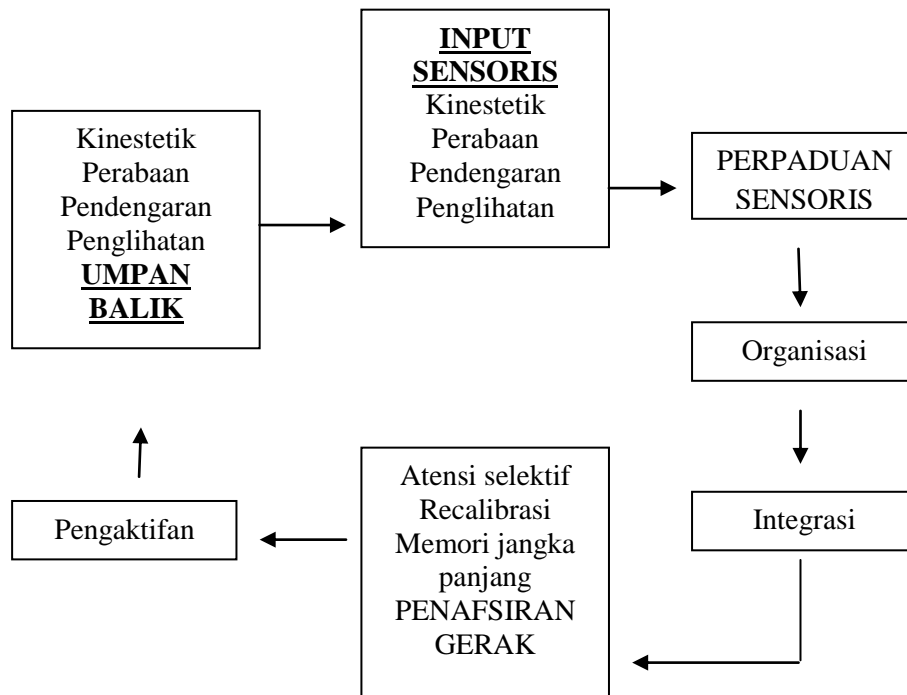 INPUT
SENSORIS
Kinestetik
Perabaan
Pendengaran
Penglihatan
Kinestetik
Perabaan
Pendengaran
Penglihatan
UMPAN
BALIK
PERPADUAN
SENSORIS
Organisasi
Integrasi
Atensi selektif
Recalibrasi
Memori jangka
panjang
PENAFSIRAN
GERAK
Pengaktifan